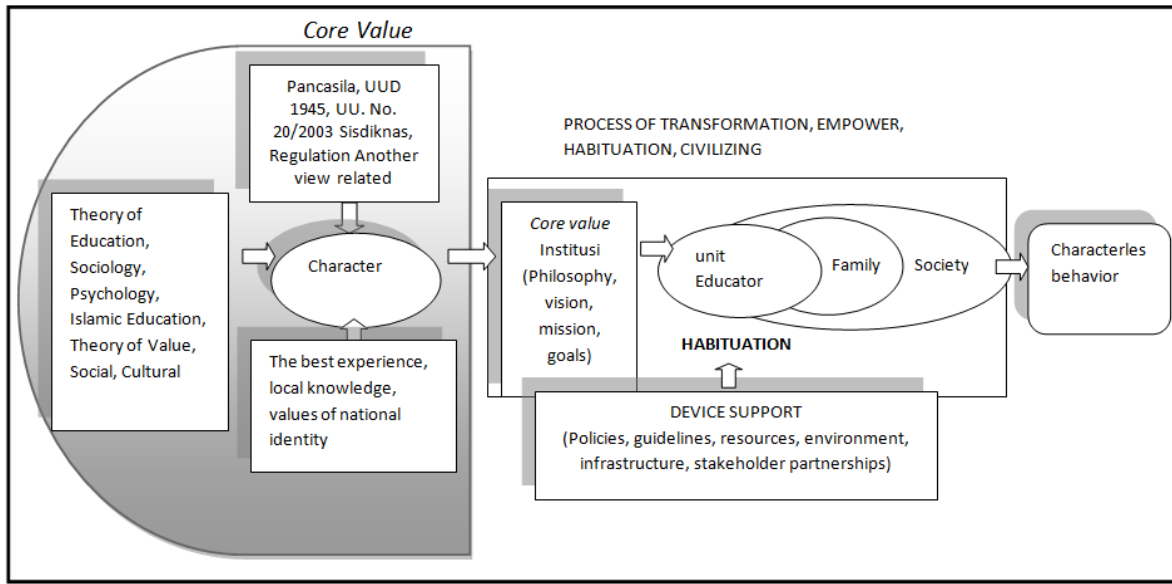 Core Value
Pancasila, UUD
1945, UU. No.
20/2003 Sisdiknas,
Regulation Another
view related
Theory of
Education,
Sociology,
Psychology,
Islamic Education,
Theory of Value,
Social, Cultural
Character
The best experience,
local knowledge,
values of national
identity
PROCESS OF TRANSFORMATION, EMPOWER,
HABITUATION, CIVILIZING
Core value
Institusi
(Philosophy,
vision,
mission,
goals)
unit
Educator
Family
Society
HABITUATION
DEVICE SUPPORT
(Policies, guidelines, resources, environment,
infrastructure, stakeholder partnerships)
Characterles
behavior